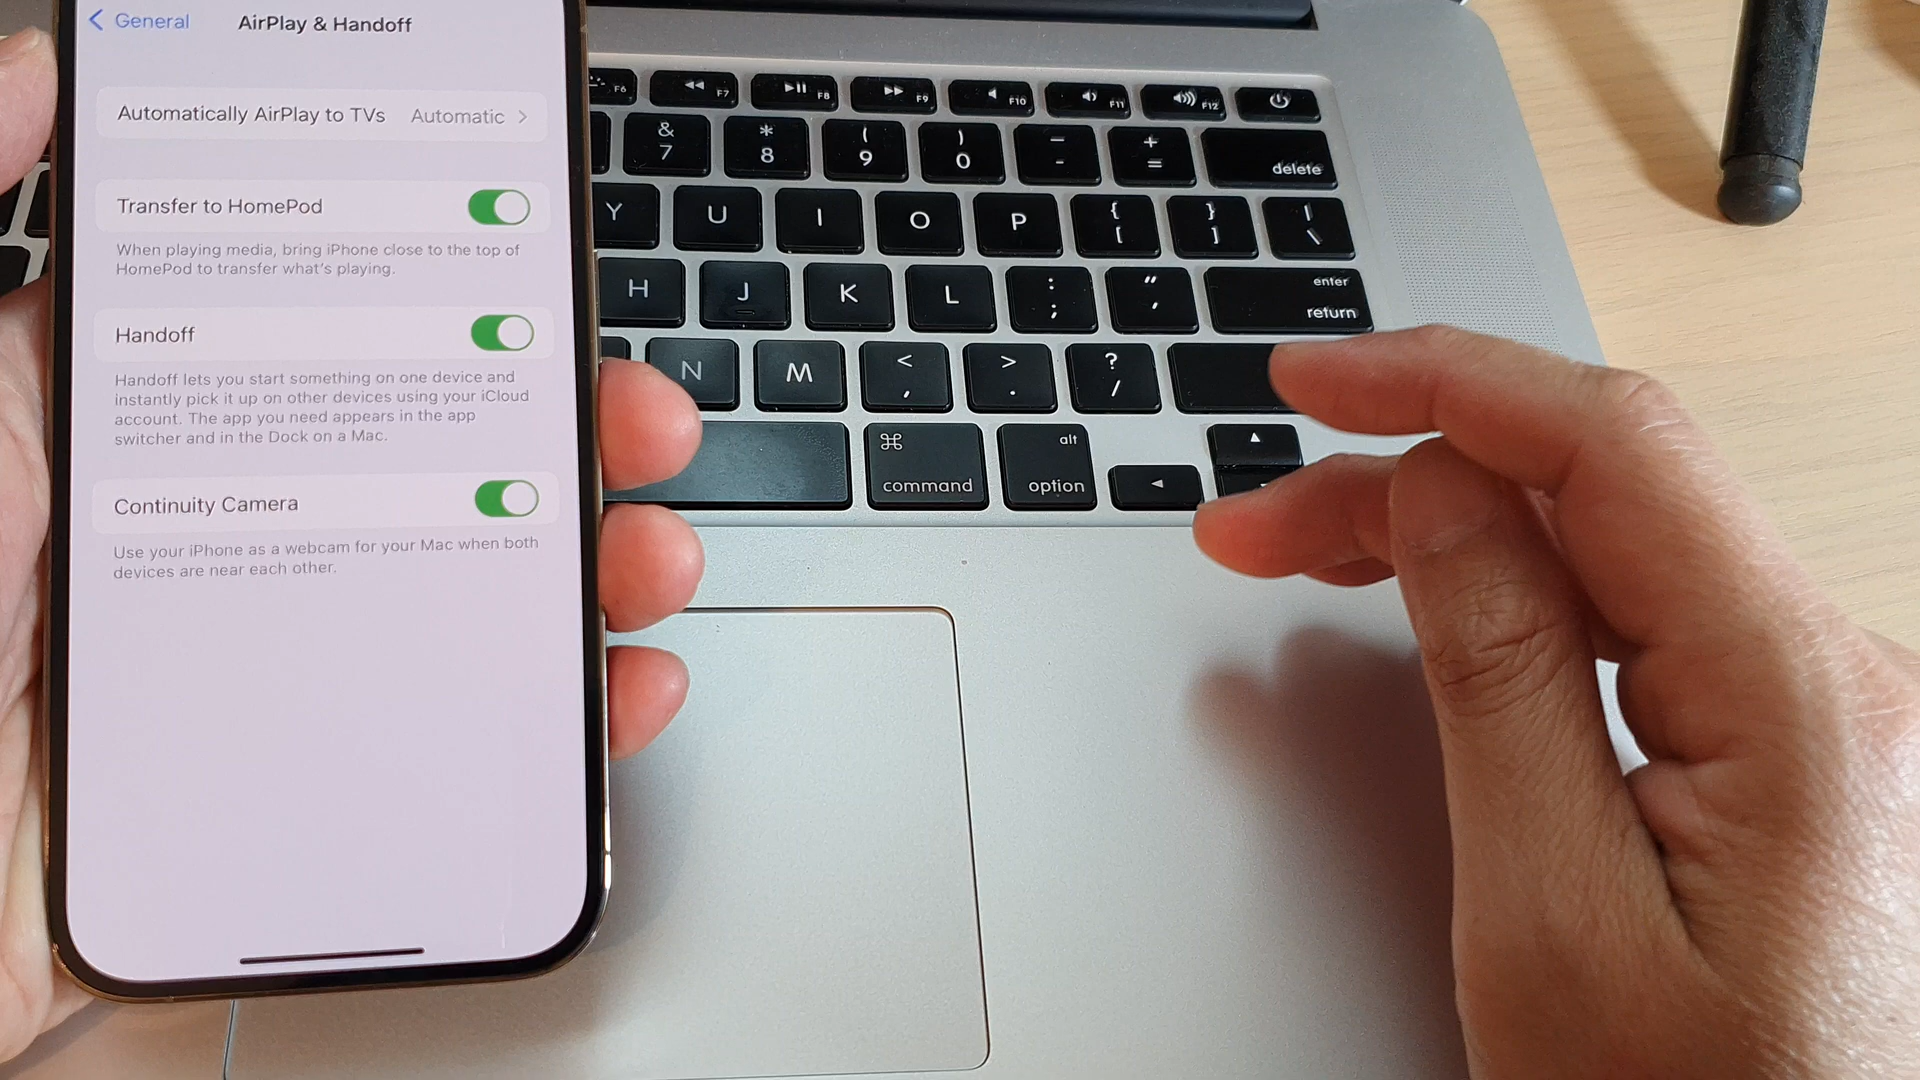 General
AirPlay & Handoff
Automatically AirPlay to TVs Automatic
Transfer to HomePod
When playing media, bring iPhone close to the top of
HomePod to transfer what's playing.
Handoff
Handoff lets you start something on one device and
instantly pick it up on other devices using your iCloud
account. The app you need appears in the app
switcher and in the Dock on a Mac.
Continuity Camera
Use your iPhone as a webcam for your Mac when both
devices are near each other.
F6 F7 F8 F9 F10 F11 F12
& * ( ) – +
7 8 9 0 - = delete
Y U I O P { } |
[ ] \
H J K L : " enter
; ' return
N M < > ?
, . /
⌘ alt
command option